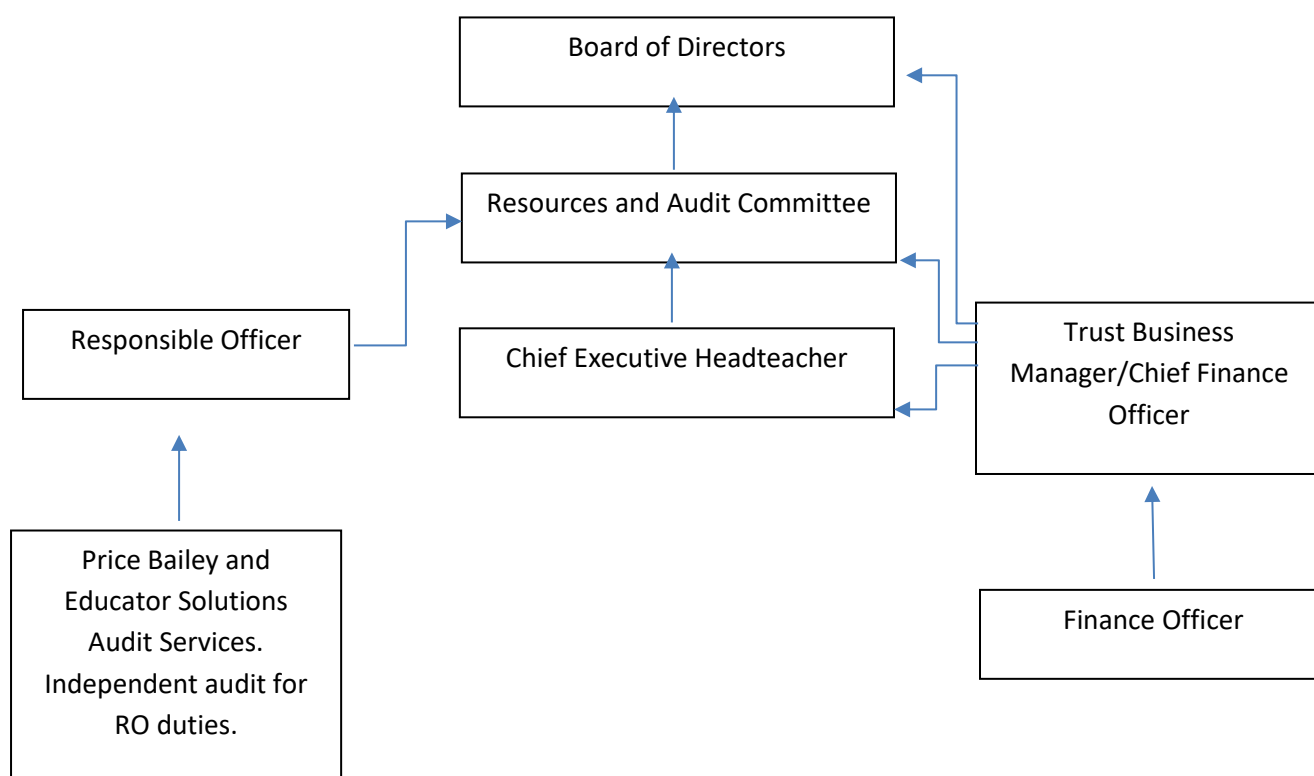 Board of Directors
Resources and Audit Committee
Responsible Officer
Chief Executive Headteacher
Trust Business
Manager/Chief Finance
Officer
Price Bailey and
Educator Solutions
Audit Services.
Independent audit for
RO duties.
Finance Officer